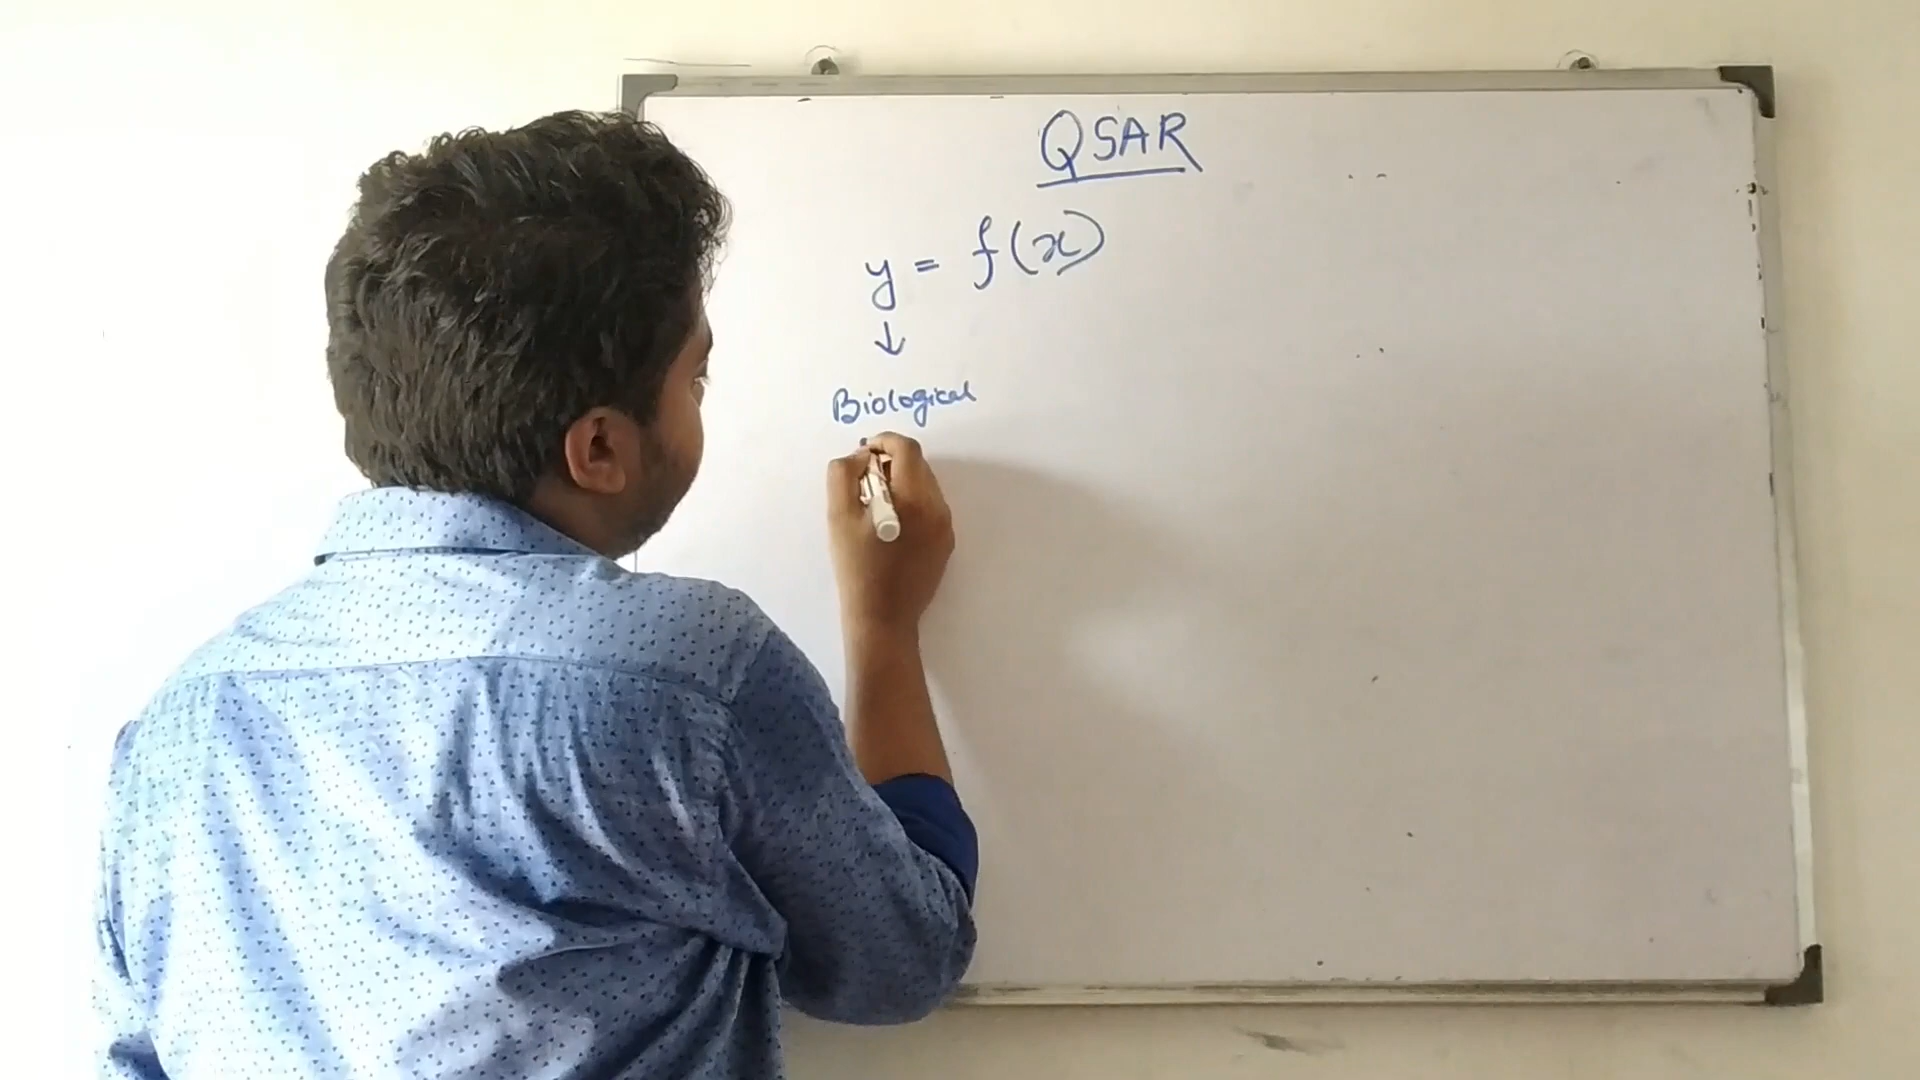 QSAR
y = f(x)
↓
Biological